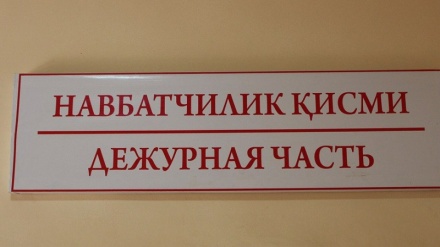 НАВБАТЧИЛИК ҚИСМИ
ДЕЖУРНАЯ ЧАСТЬ